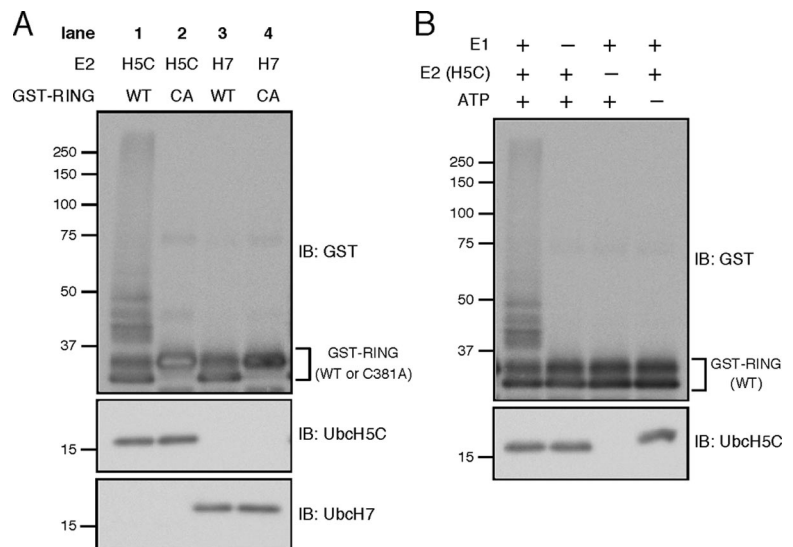 A
lane 1 2 3 4
E2 H5C H5C H7 H7
GST-RING WT CA WT CA
250
150
100
75
50
37
IB: GST
GST-RING
(WT or C381A)
15
IB: UbcH5C
15
IB: UbcH7
B
E1 + − + +
E2 (H5C) + + − +
ATP + + + −
250
150
100
75
50
37
IB: GST
GST-RING
(WT)
15
IB: UbcH5C